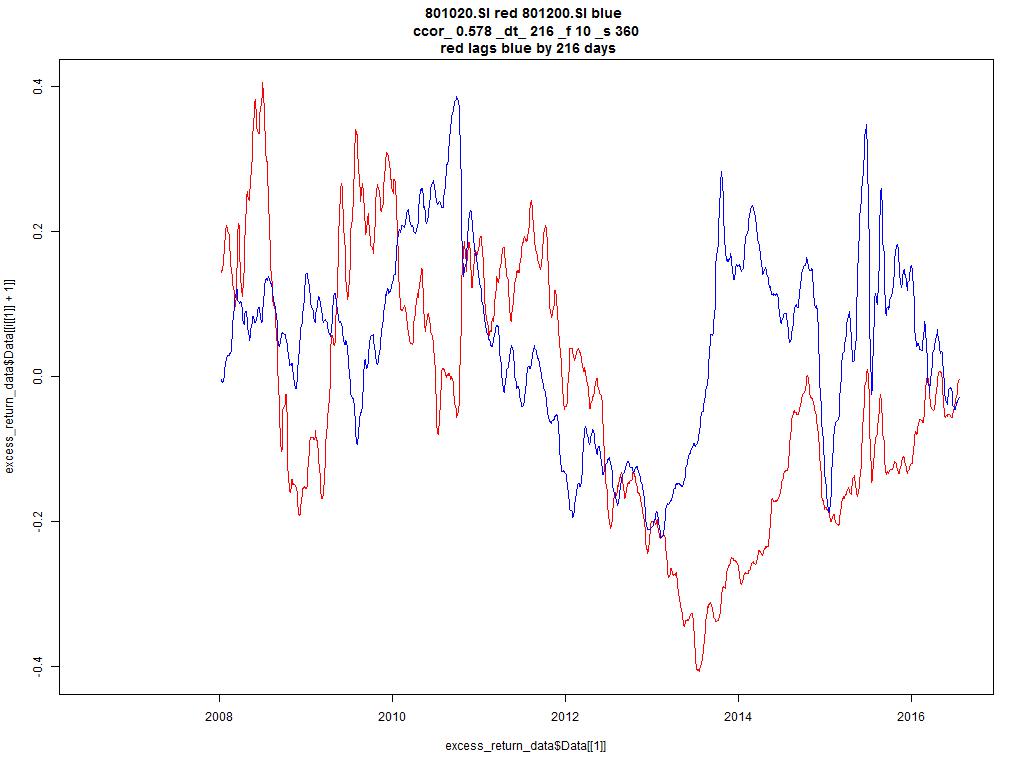 801020.SI red 801200.SI blue
ccor_ 0.578 _dt_ 216 _f 10 _s 360
red lags blue by 216 days
excess_return_data$Data[[i[[1]] + 1]]
0.4
0.2
0.0
-0.2
-0.4
2008 2010 2012 2014 2016
excess_return_data$Data[[1]]